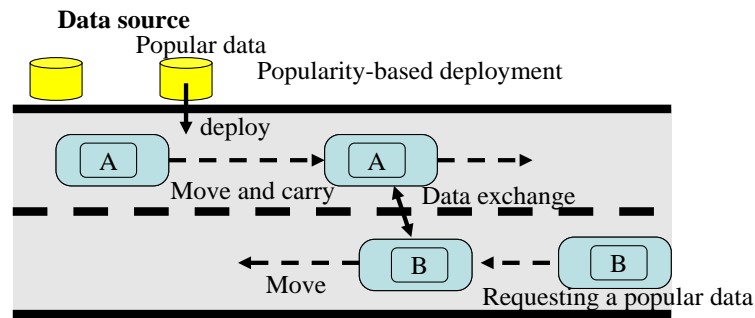 Data source
Popular data
Popularity-based deployment
deploy
A
A
Move and carry
Data exchange
B
B
Move
Requesting a popular data